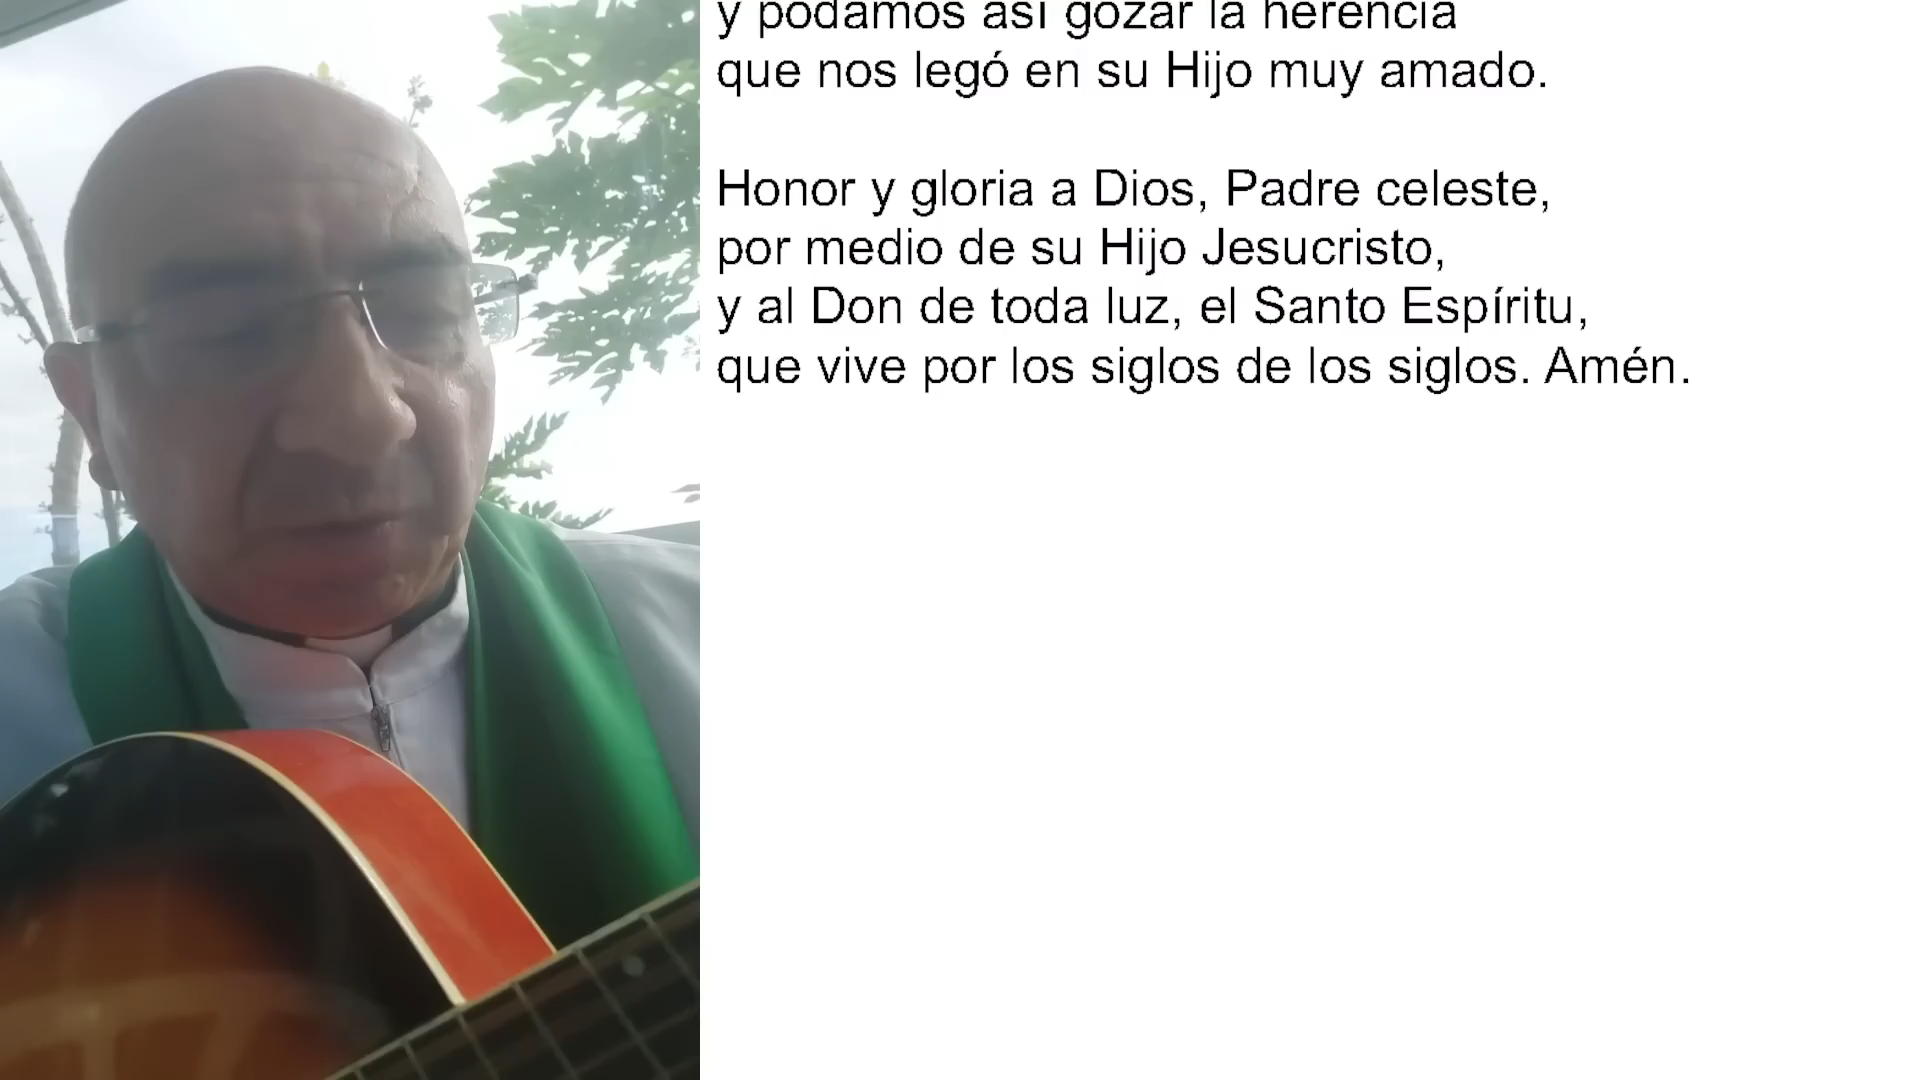 y podamos así gozar la herencia
que nos legó en su Hijo muy amado.
Honor y gloria a Dios, Padre celeste,
por medio de su Hijo Jesucristo,
y al Don de toda luz, el Santo Espíritu,
que vive por los siglos de los siglos. Amén.